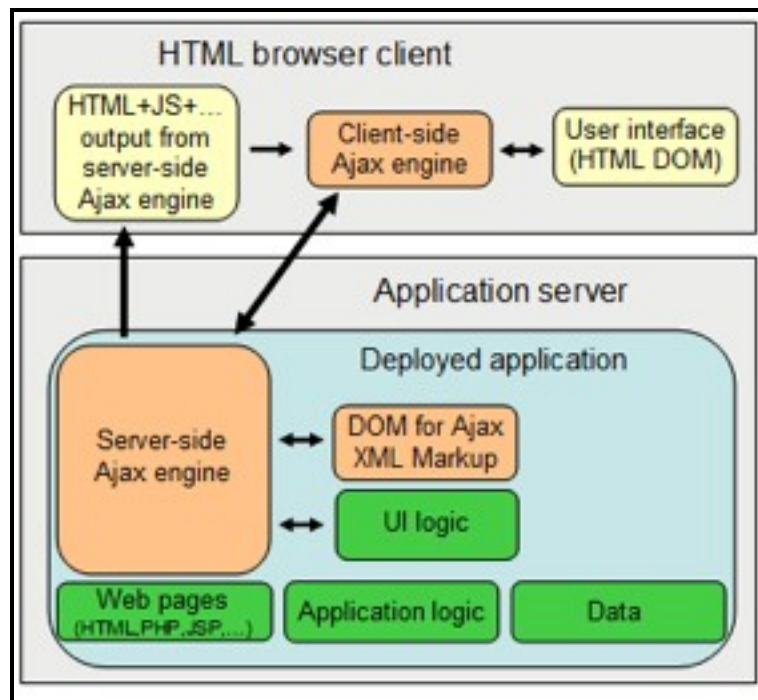 HTML browser client
HTML+JS+...
output from
server-side
Ajax engine
Client-side
Ajax engine
User interface
(HTML DOM)
Application server
Deployed application
Server-side
Ajax engine
DOM for Ajax
XML Markup
UI logic
Web pages
(HTML,PHP,JSP,...)
Application logic
Data